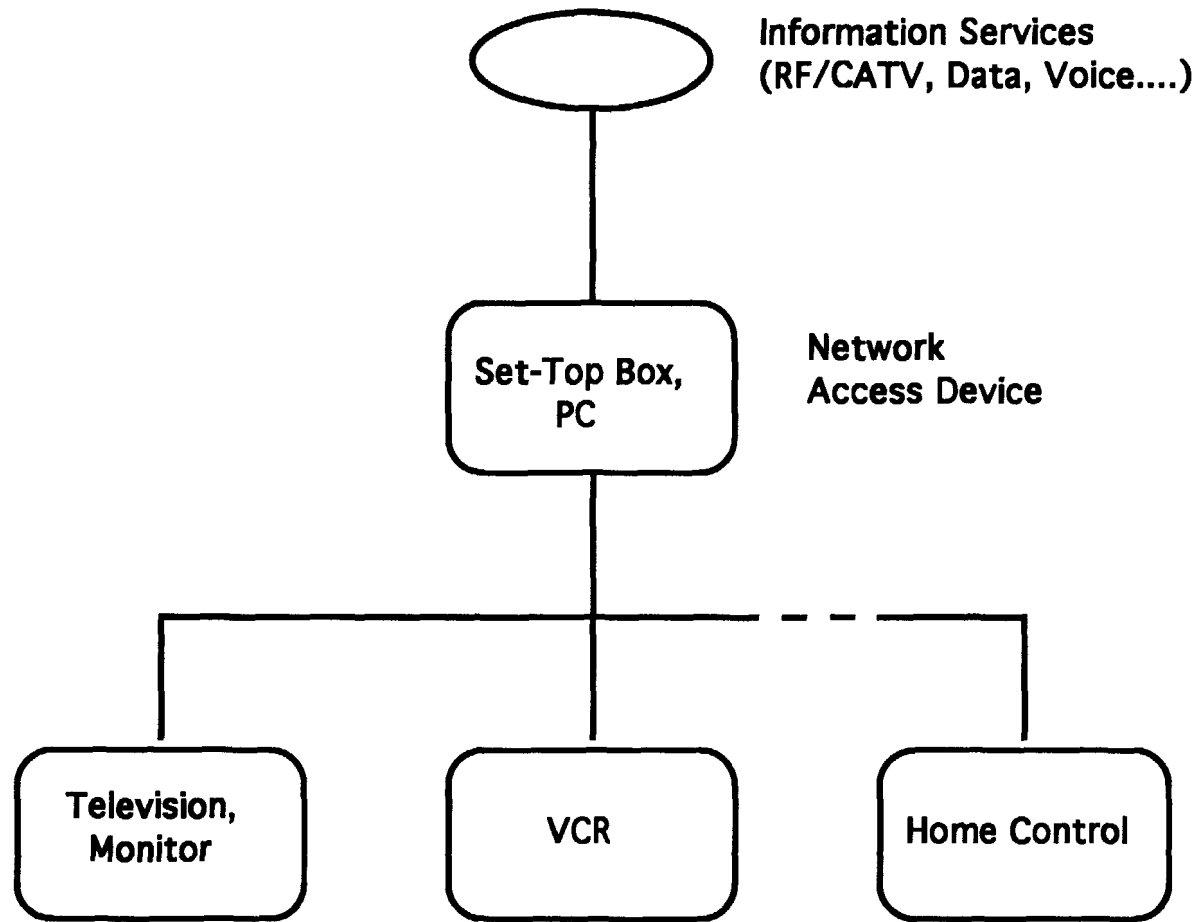 Information Services
(RF/CATV, Data, Voice....)
Set-Top Box,
PC
Network
Access Device
Television,
Monitor
VCR
Home Control